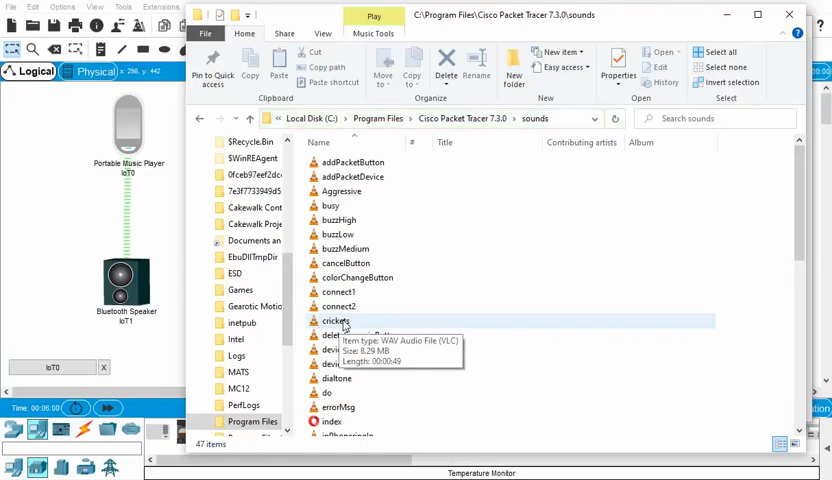 File Edit Options View Tools Extensions
Play
C:\Program Files\Cisco Packet Tracer 7.3.0\sounds
File Home Share View Music Tools
Pin to Quick access
Copy
Paste
Cut
Copy path
Paste shortcut
Move to
Copy to
Delete
Rename
New folder
New item
Easy access
Properties
Open
Edit
History
Select all
Select none
Invert selection
Clipboard Organize New Open Select
Logical
Physical x: 298, y: 442
Local Disk (C:) Program Files Cisco Packet Tracer 7.3.0 sounds
Search sounds
Name # Title Contributing artists Album
$Recycle.Bin
$WinREAgent
0fceb97eef2dc
7e3f7733949d5
Cakewalk Cont
Cakewalk Proje
Documents an
EbuDllTmpDir
ESD
Games
Gearotic Motio
inetpub
Intel
Logs
MATS
MC12
PerfLogs
Program Files
addPacketButton
addPacketDevice
Aggressive
busy
buzzHigh
buzzLow
buzzMedium
cancelButton
colorChangeButton
connect1
connect2
crickets
Item type: WAV Audio File (VLC)
Size: 8.29 MB
Length: 00:00:49
dialtone
do
errorMsg
index
47 items
Portable Music Player
IoT0
Bluetooth Speaker
IoT1
IoT0
Time: 00:06:00
Temperature Monitor